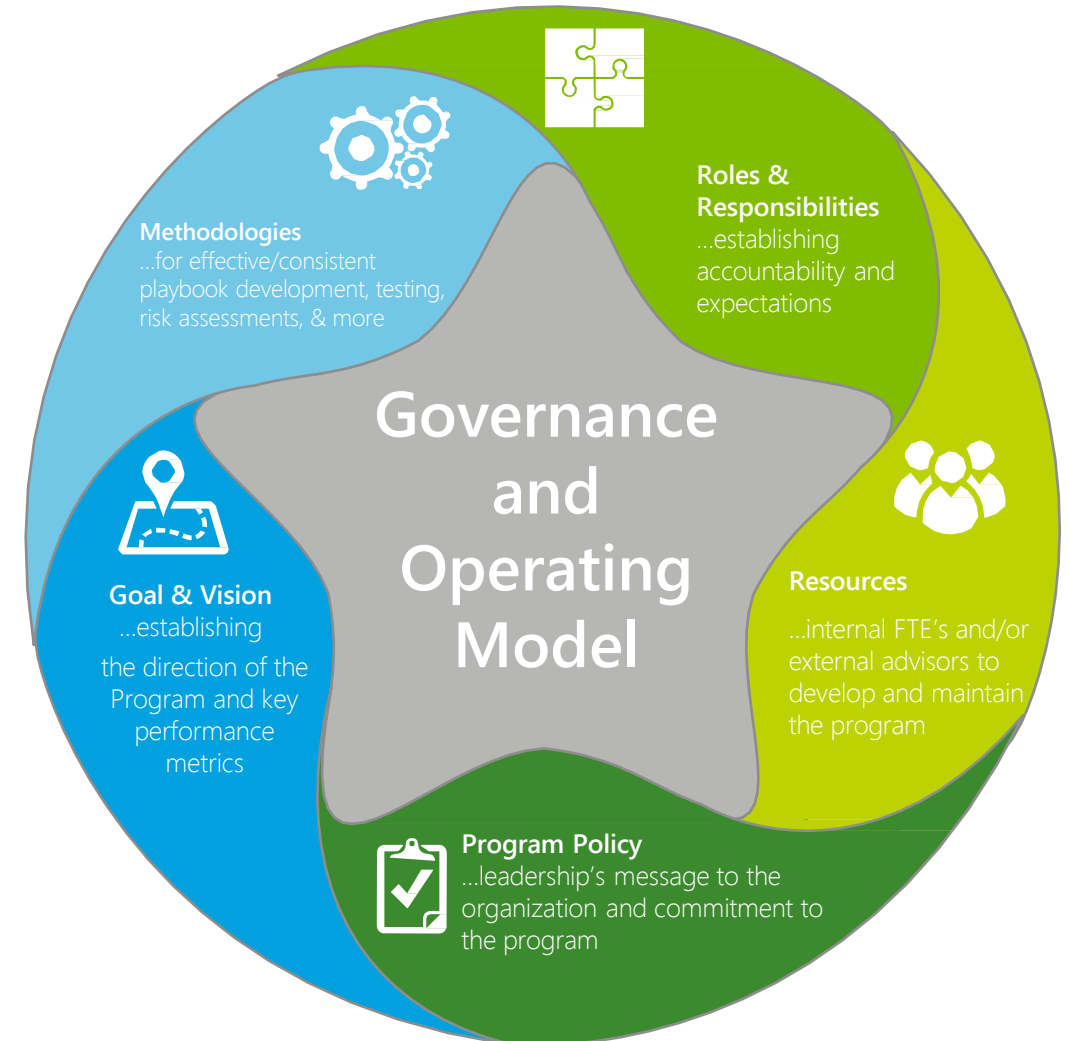 Roles &
Responsibilities
...establishing
accountability and
expectations
Methodologies
...for effective/consistent
playbook development, testing,
risk assessments, & more
Governance
and
Operating
Model
Resources
...internal FTE's and/or
external advisors to
develop and maintain
the program
Goal & Vision
...establishing
the direction of the
Program and key
performance
metrics
Program Policy
...leadership's message to the
organization and commitment to
the program